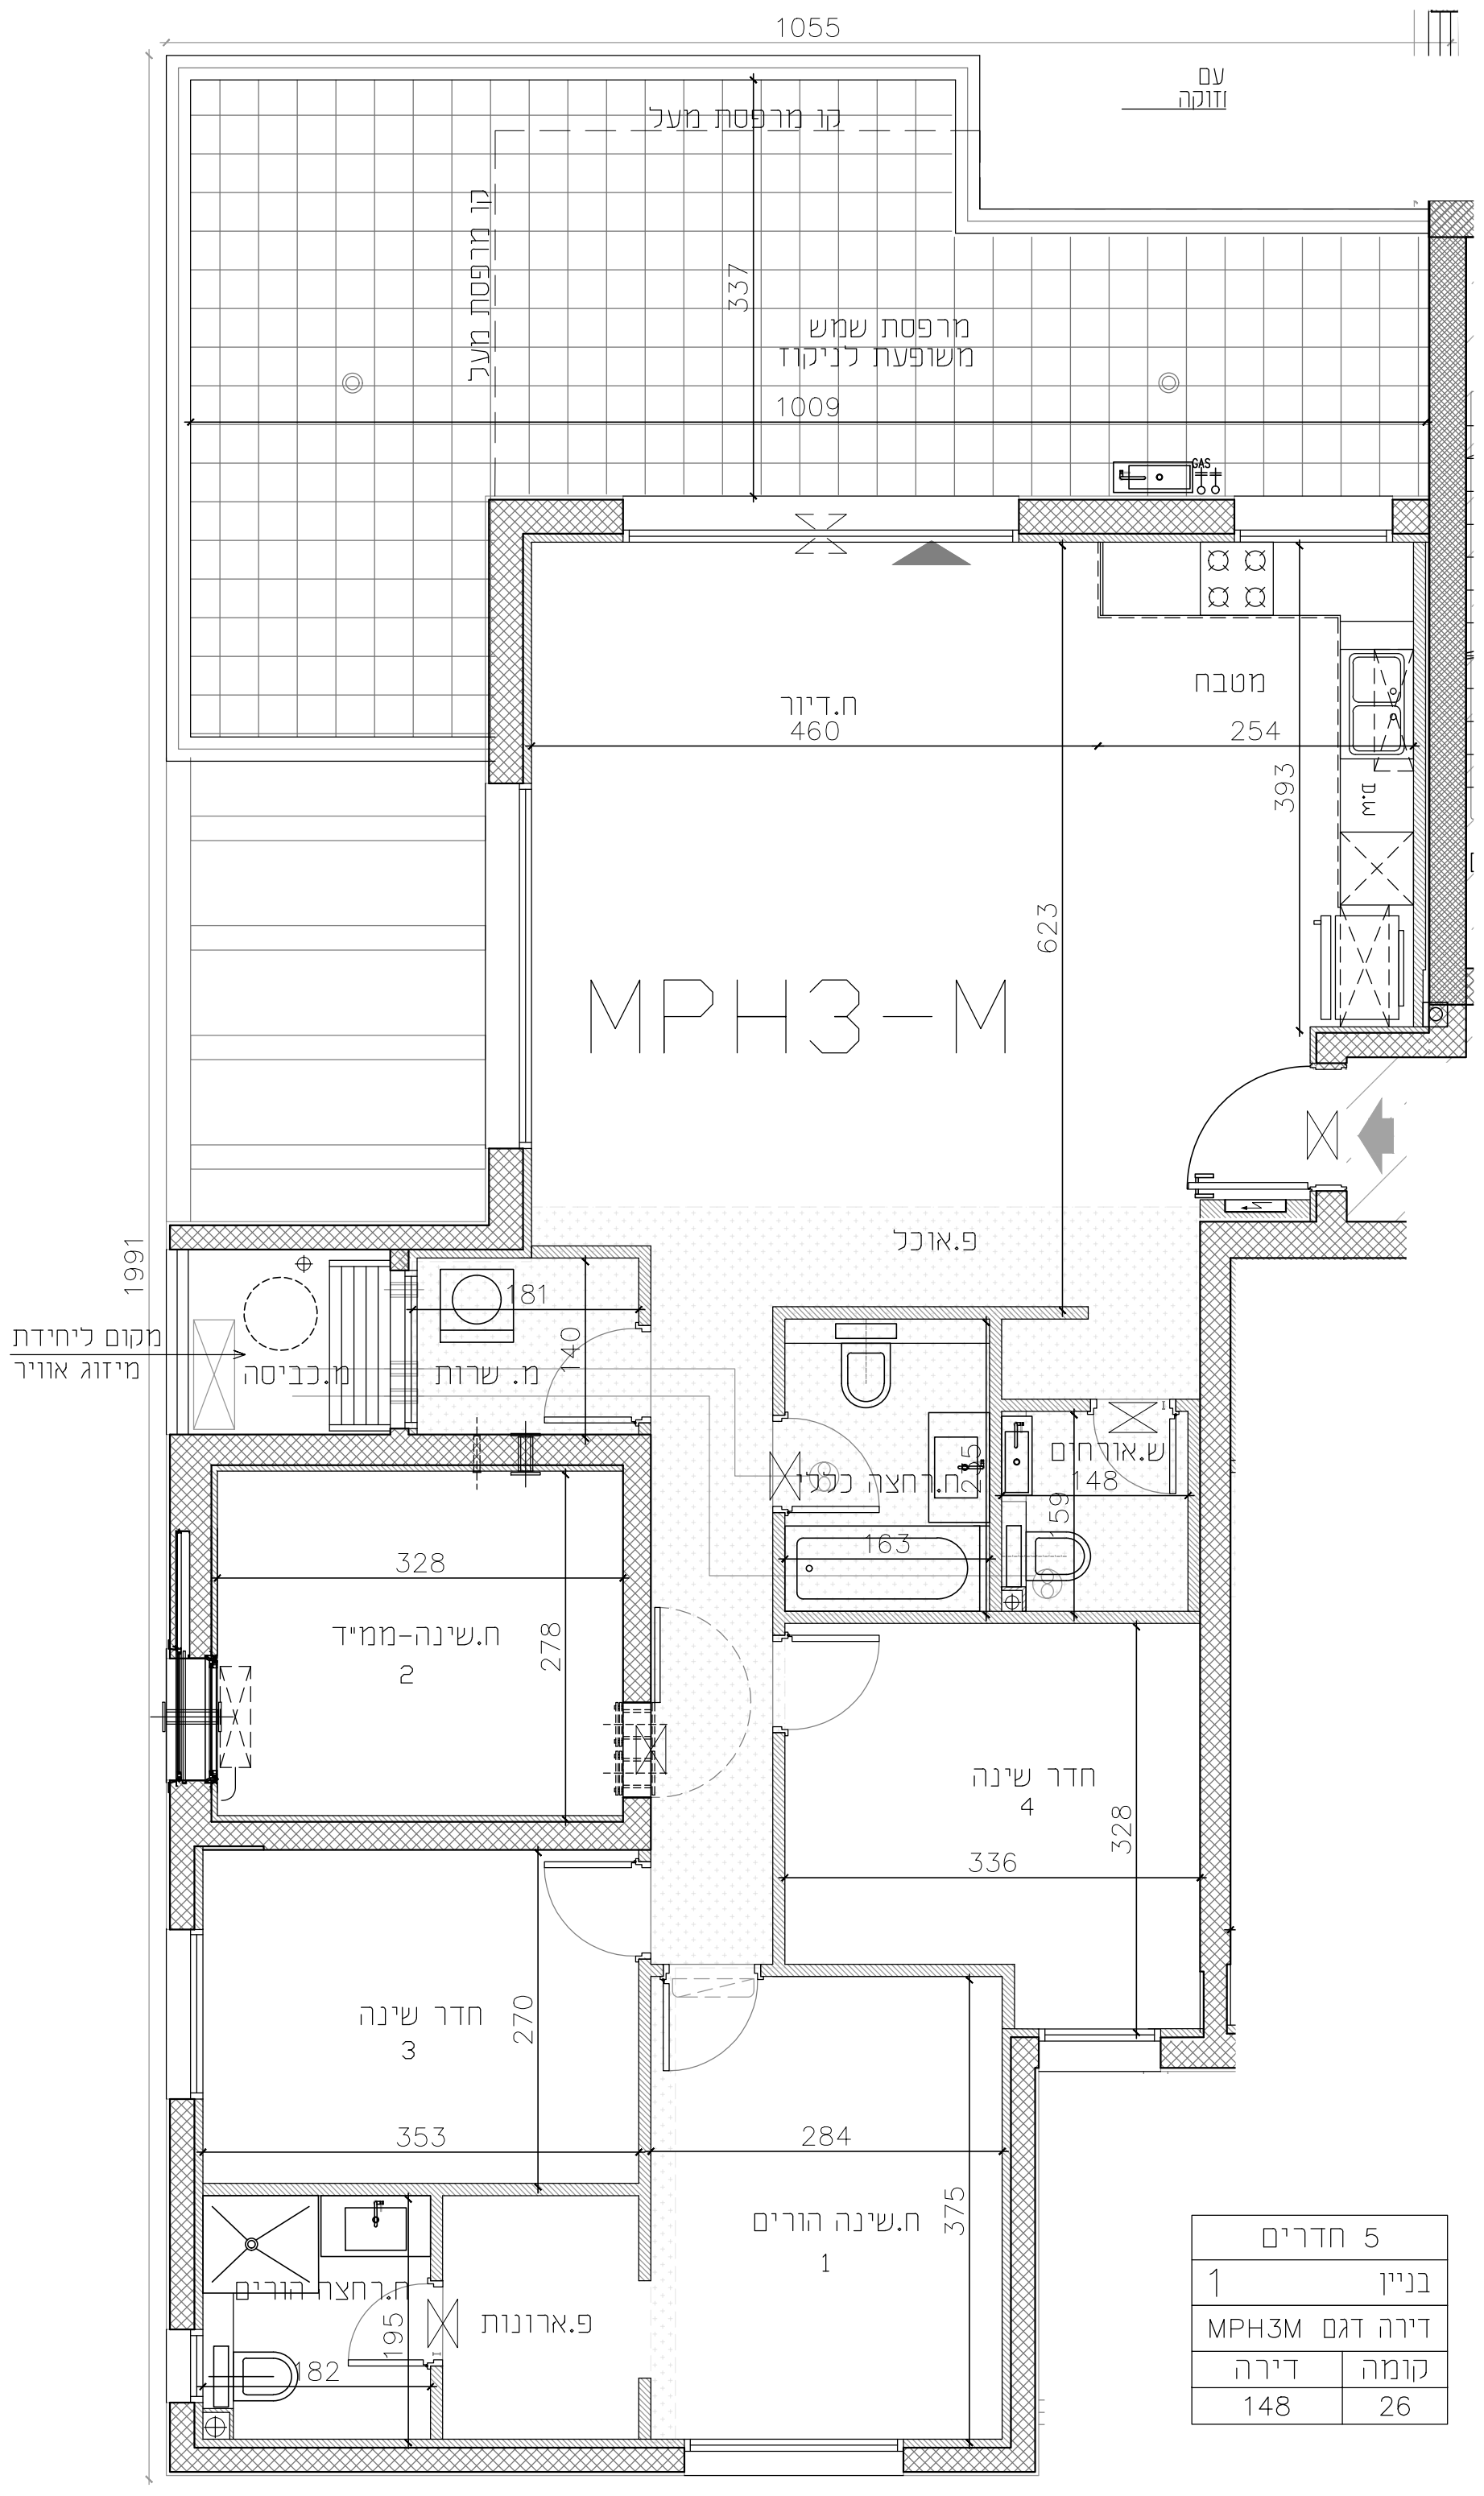 1055
עם
חזוקה
קו מרפסת מעל
קו מרפסת מעל
337
מרפסת שמש
משופעת לניקוז
1009
GAS
מטבח
ח.דיור
460
254
393
D.W
623
MPH3-M
פ.אוכל
1991
181
140
מקום ליחידת
מיזוג אוויר
מ.כביסה
מ. שרות
235
ש.אורחים
148
ח.רחצה כללי
159
163
328
278
ח.שינה-ממ"ד
2
חדר שינה
4
328
336
חדר שינה
3
270
353
284
375
ח.שינה הורים
1
ח.רחצה הורים
פ.ארונות
195
182
5 חדרים
בניין 1
דירה דגם MPH3M
קומה דירה
26 148